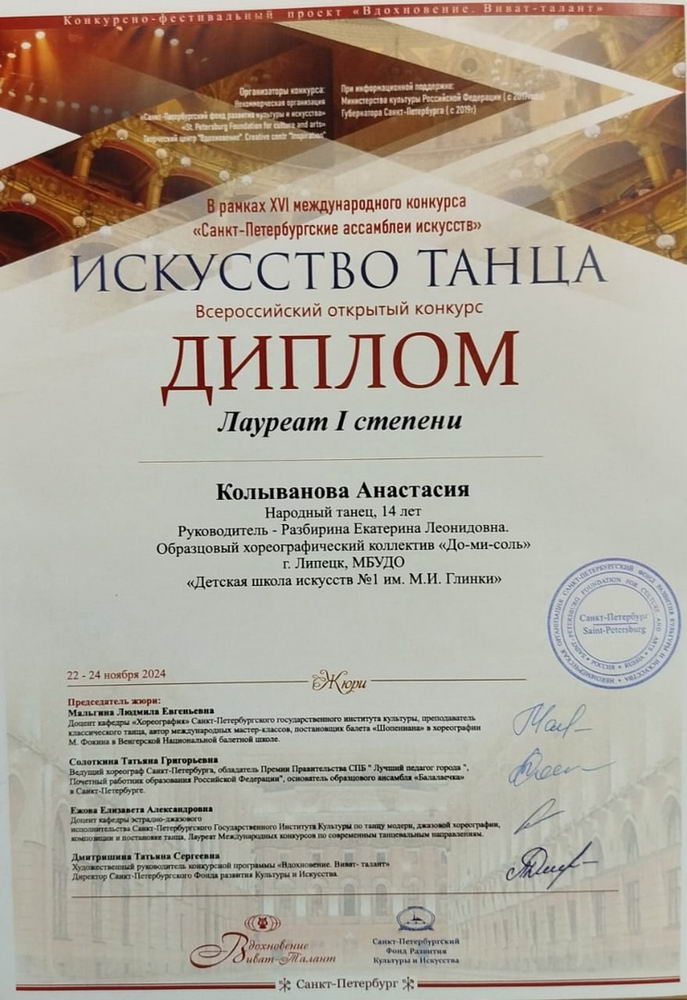 Конкурсно-фестивальный проект «Вдохновение. Виват-талант»
Организаторы конкурса:
Некоммерческая организация
«Санкт-Петербургский фонд развития культуры и искусства»
«St. Petersburg Foundation for culture and arts»
Творческий центр "Вдохновение". Creative centr "Inspiration"
При информационной поддержке:
Министерства культуры Российской Федерации ( с 2017года)
Губернатора Санкт-Петербурга ( с 2019г)
В рамках XVI международного конкурса
«Санкт-Петербургские ассамблеи искусств»
ИСКУССТВО ТАНЦА
Всероссийский открытый конкурс
ДИПЛОМ
Лауреат I степени
Колыванова Анастасия
Народный танец, 14 лет
Руководитель - Разбирина Екатерина Леонидовна.
Образцовый хореографический коллектив «До-ми-соль»
г. Липецк, МБУДО
«Детская школа искусств №1 им. М.И. Глинки»
Санкт-Петербург
Saint-Petersburg
22 - 24 ноября 2024
Жюри
Председатель жюри:
Мальгина Людмила Евгеньевна
Доцент кафедры «Хореография» Санкт-Петербургского государственного института культуры, преподаватель
классического танца, автор международных мастер-классов, постановщик балета «Шопениана» в хореографии
М. Фокина в Венгерской Национальной балетной школе.
Солоткина Татьяна Григорьевна
Ведущий хореограф Санкт-Петербурга, обладатель Премии Правительства СПБ " Лучший педагог города ",
Почетный работник образования Российской Федерации", основатель образцового ансамбля «Балалаечка»
в Санкт-Петербурге.
Ежова Елизавета Александровна
Доцент кафедры эстрадно-джазового
исполнительства Санкт-Петербургского Государственного Института Культуры по танцу модерн, джазовой хореографии,
композиции и постановке танца, Лауреат Международных конкурсов по современным танцевальным направлениям.
Дмитришина Татьяна Сергеевна
Художественный руководитель конкурсной программы «Вдохновение. Виват- талант»
Директор Санкт-Петербургского Фонда развития Культуры и Искусства.
Вдохновение
Виват-Талант
Санкт-Петербургский
Фонд Развития
Культуры и Искусства
Санкт-Петербург